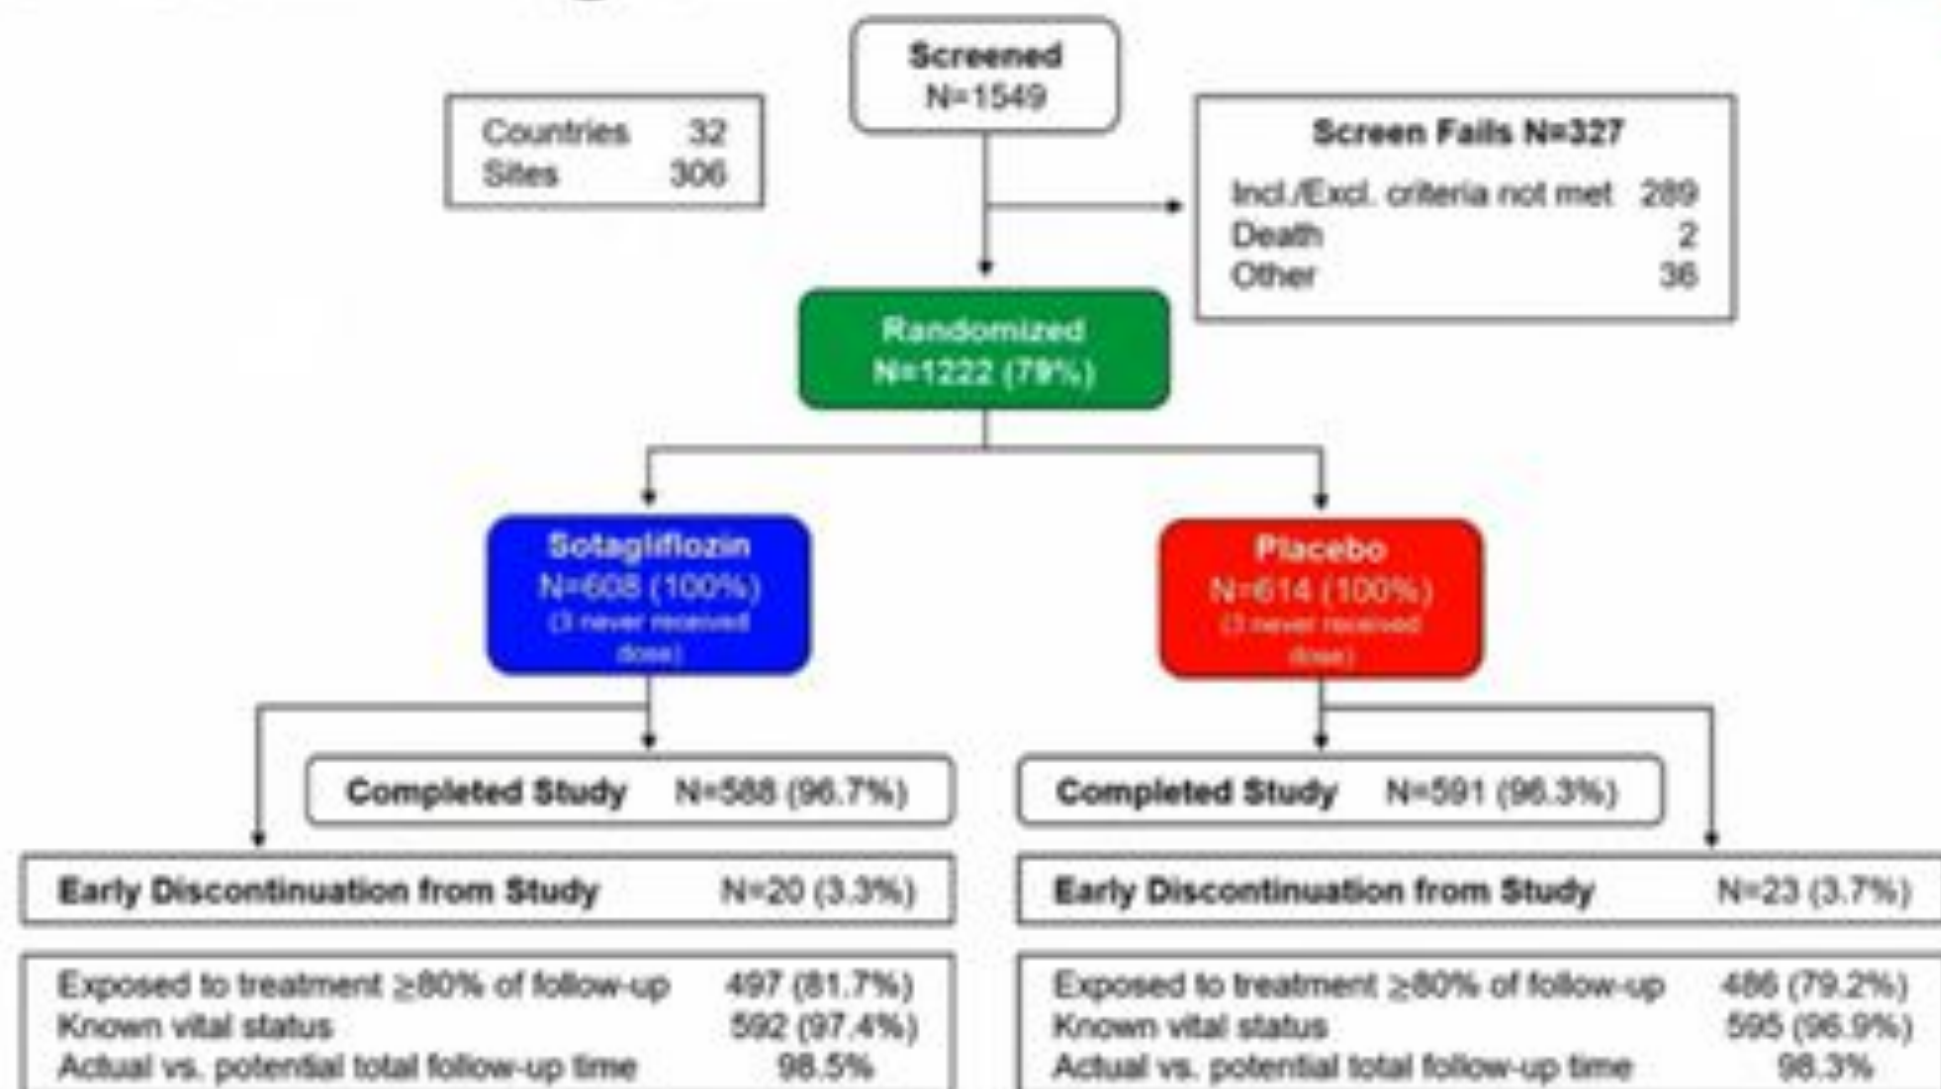 Screened
N=1549
Countries 32
Sites 306
Screen Fails N=327
Incl./Excl. criteria not met 289
Death 2
Other 36
Randomized
N=1222 (79%)
Sotagliflozin
N=608 (100%)
(3 never received
dose)
Placebo
N=614 (100%)
(3 never received
dose)
Completed Study N=588 (96.7%)
Completed Study N=591 (96.3%)
Early Discontinuation from Study N=20 (3.3%)
Early Discontinuation from Study N=23 (3.7%)
Exposed to treatment ≥80% of follow-up 497 (81.7%)
Known vital status 592 (97.4%)
Actual vs. potential total follow-up time 98.5%
Exposed to treatment ≥80% of follow-up 486 (79.2%)
Known vital status 595 (96.9%)
Actual vs. potential total follow-up time 98.3%